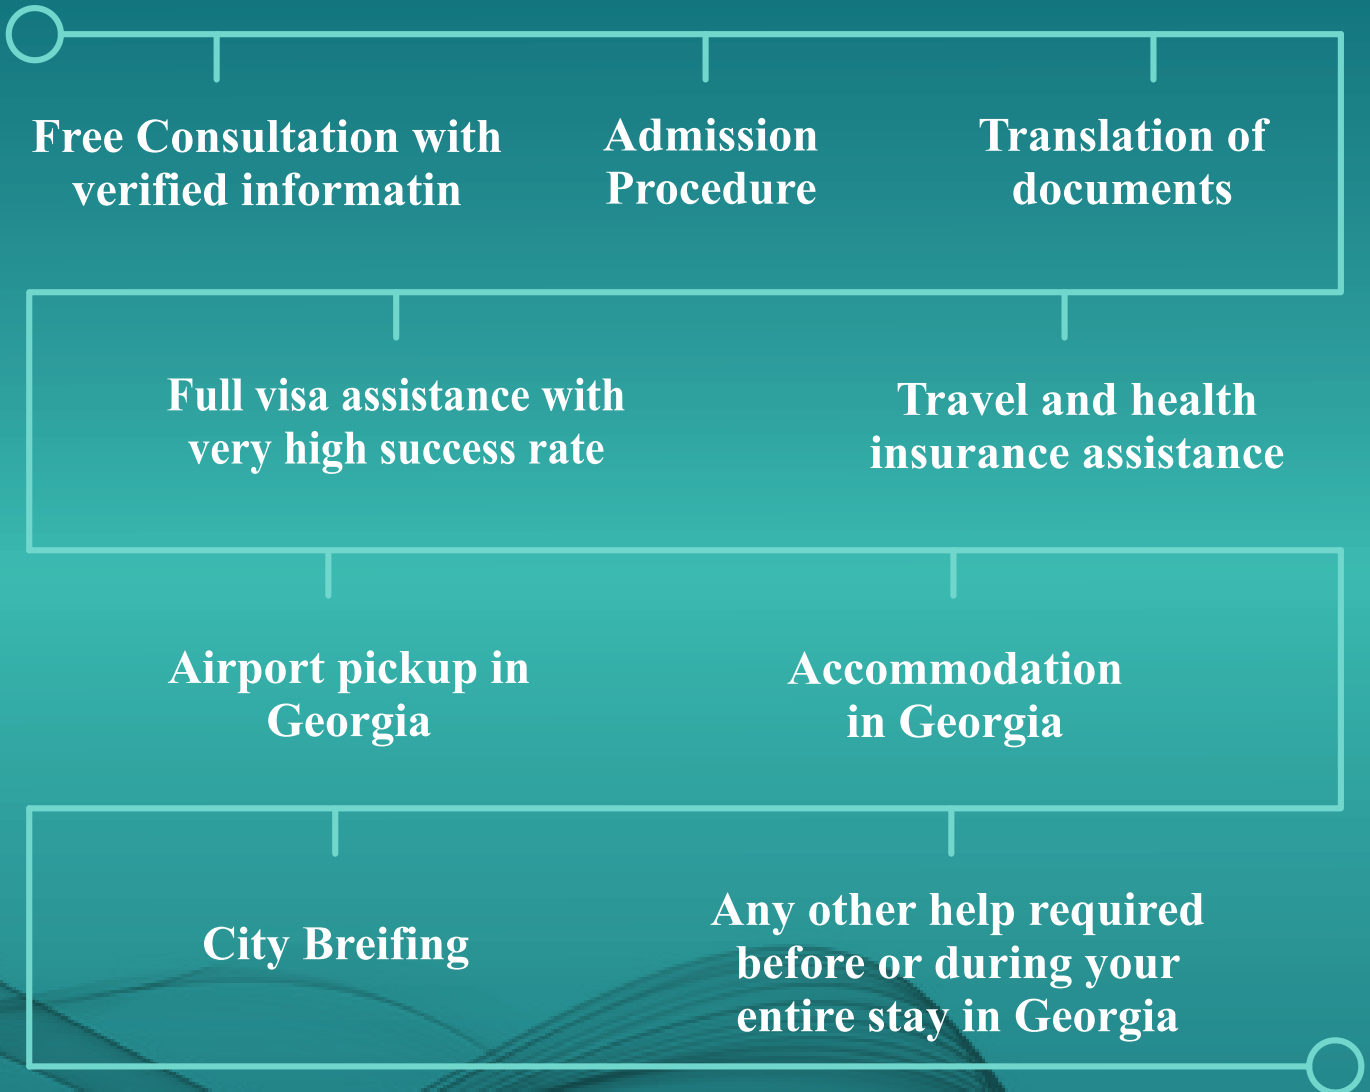 Free Consultation with
verified informatin
Admission
Procedure
Translation of
documents
Full visa assistance with
very high success rate
Travel and health
insurance assistance
Airport pickup in
Georgia
Accommodation
in Georgia
City Breifing
Any other help required
before or during your
entire stay in Georgia